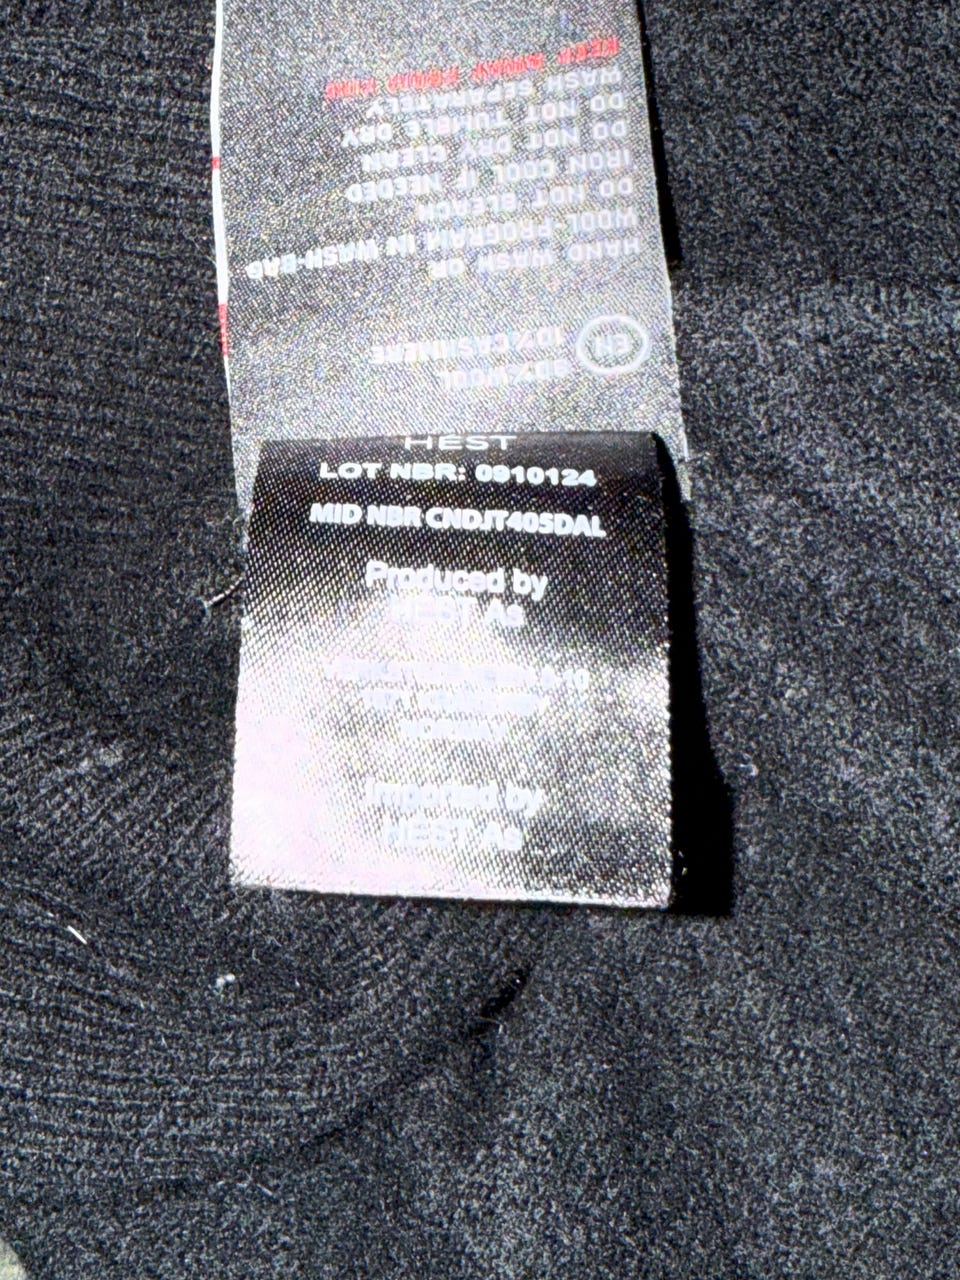 HEST
LOT NBR: 0910124
MID NBR CNDJT405DAL
Produced by
HEST As
Imported by
HEST As
EN
90% WOOL
10% CASHMERE
HAND WASH OR
WOOL PROGRAM IN WASH-BAG
DO NOT BLEACH
IRON COOL IF NEEDED
DO NOT DRY CLEAN
DO NOT TUMBLE DRY
WASH SEPARATELY
KEEP AWAY FROM FIRE